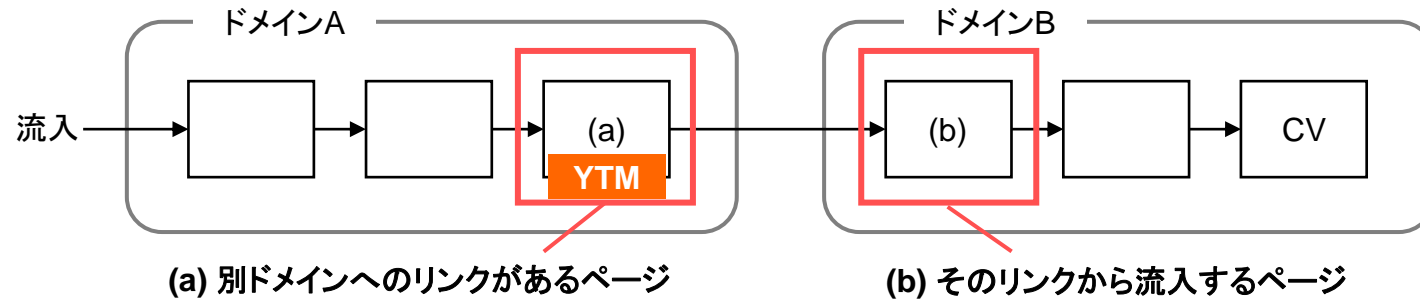 ドメインA
ドメインB
流入
(a)
YTM
(b)
CV
(a) 別ドメインへのリンクがあるページ
(b) そのリンクから流入するページ